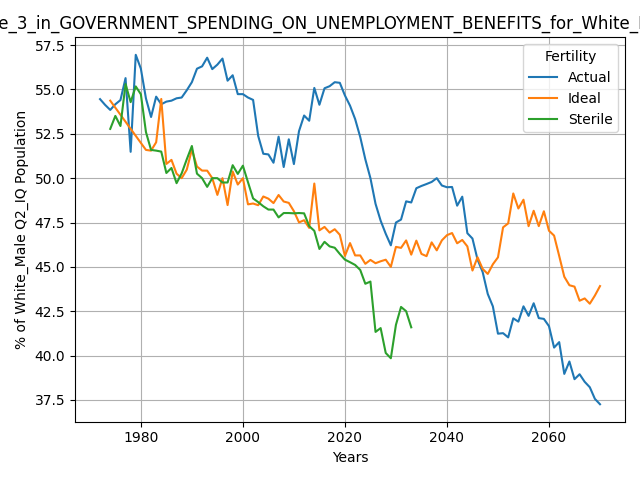 e_3_in_GOVERNMENT_SPENDING_ON_UNEMPLOYMENT_BENEFITS_for_White_
57.5
55.0
52.5
50.0
47.5
45.0
42.5
40.0
37.5
% of White_Male Q2_IQ Population
Fertility
Actual
Ideal
Sterile
1980
2000
2020
2040
2060
Years